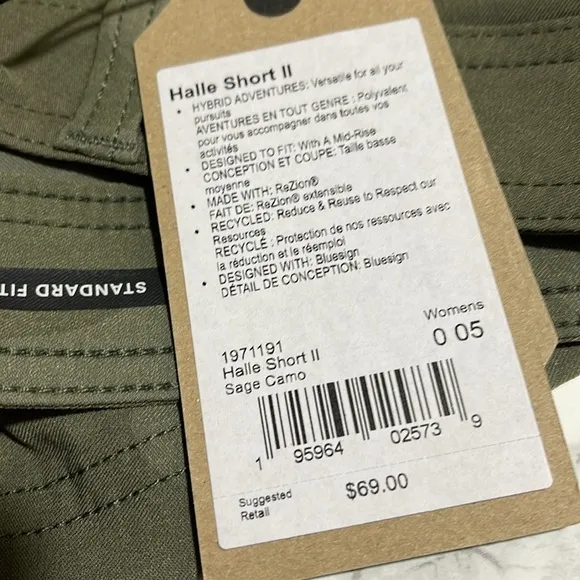 Halle Short II
• HYBRID ADVENTURES: Versatile for all your
pursuits
AVENTURES EN TOUT GENRE : Polyvalent
pour vous accompagner dans toutes vos
activités
• DESIGNED TO FIT: With A Mid-Rise
CONCEPTION ET COUPE: Taille basse
moyenne
• MADE WITH: ReZion®
FAIT DE: ReZion® extensible
• RECYCLED: Reduce & Reuse to Respect our
Resources
RECYCLÉ : Protection de nos ressources avec
la réduction et le réemploi
• DESIGNED WITH: Bluesign
DÉTAIL DE CONCEPTION: Bluesign
STANDARD FIT
1971191
Halle Short II
Sage Camo
Womens
0 05
1 95964 02573 9
Suggested
Retail
$69.00